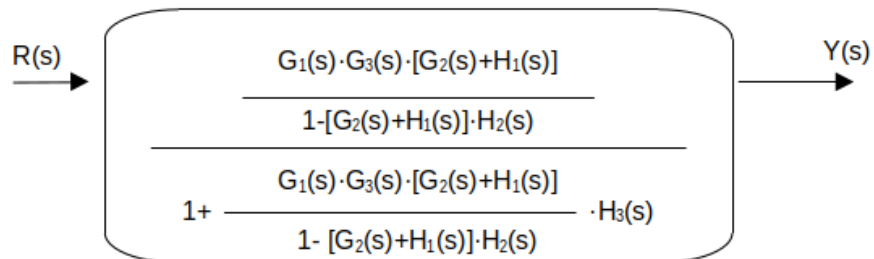 R(s)
Y(s)
G₁(s)·G₃(s)·[G₂(s)+H₁(s)]
1-[G₂(s)+H₁(s)]·H₂(s)
G₁(s)·G₃(s)·[G₂(s)+H₁(s)]
1+ ·H₃(s)
1- [G₂(s)+H₁(s)]·H₂(s)